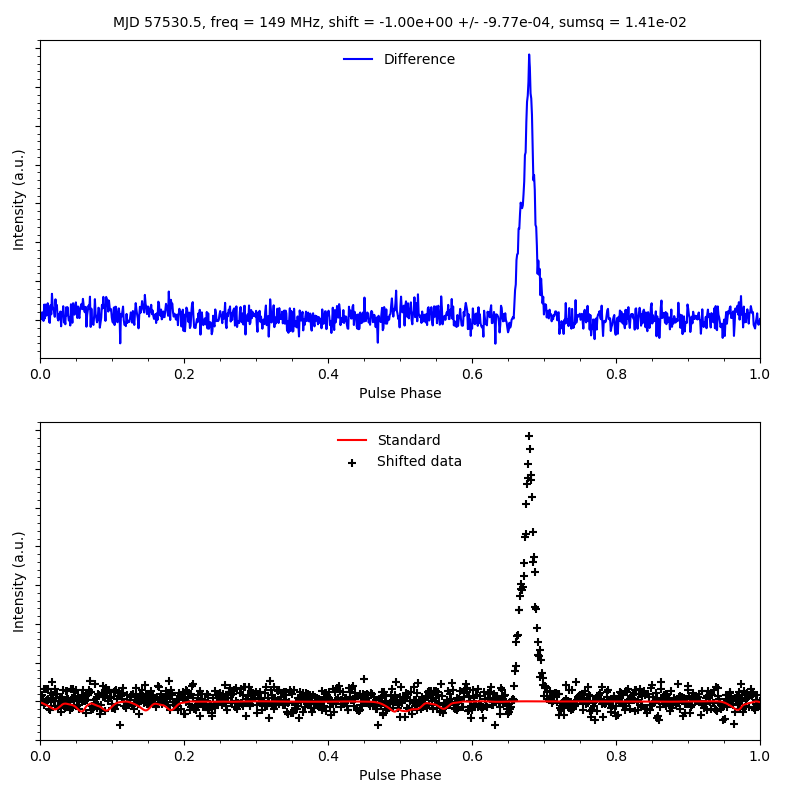 MJD 57530.5, freq = 149 MHz, shift = -1.00e+00 +/- -9.77e-04, sumsq = 1.41e-02
Difference
Intensity (a.u.)
0.0 0.2 0.4 0.6 0.8 1.0
Pulse Phase
Standard
Shifted data
Intensity (a.u.)
0.0 0.2 0.4 0.6 0.8 1.0
Pulse Phase